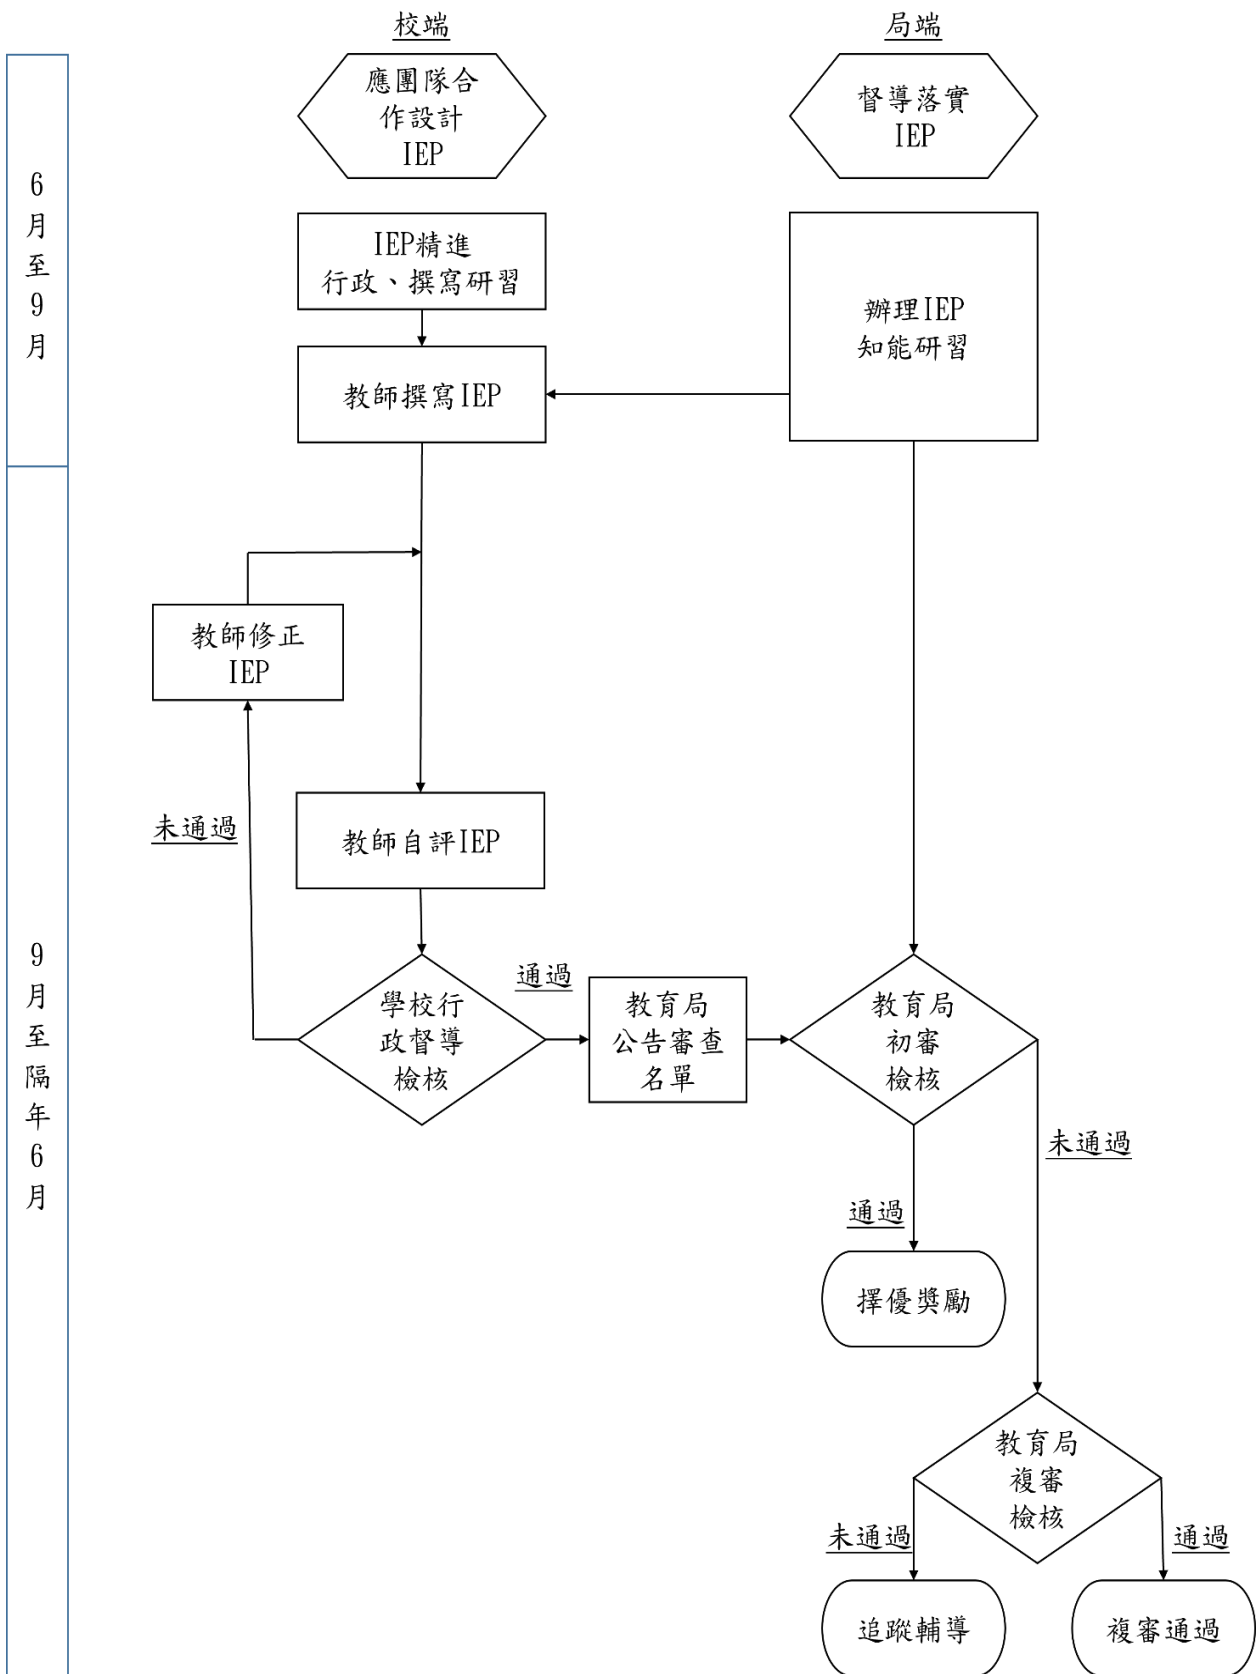 校端
局端
應團隊合
作設計
IEP
督導落實
IEP
6
月
至
9
月
IEP精進
行政、撰寫研習
辦理IEP
知能研習
教師撰寫IEP
教師修正
IEP
未通過
教師自評IEP
9
月
至
隔
年
6
月
學校行
政督導
檢核
通過
教育局
公告審查
名單
教育局
初審
檢核
未通過
通過
擇優獎勵
教育局
複審
檢核
未通過
通過
追蹤輔導
複審通過